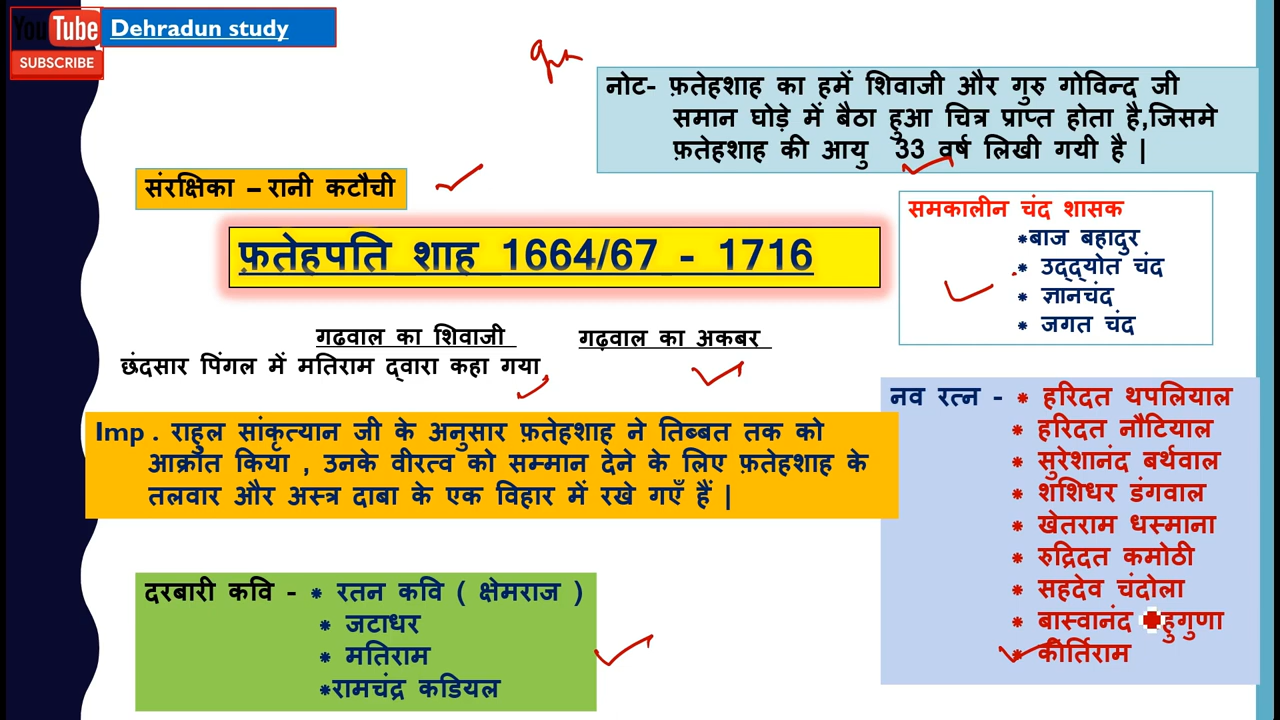 YouTube
SUBSCRIBE
Dehradun study
नोट- फ़तेहशाह का हमें शिवाजी और गुरु गोविन्द जी
समान घोड़े में बैठा हुआ चित्र प्राप्त होता है,जिसमे
फ़तेहशाह की आयु 33 वर्ष लिखी गयी है |
संरक्षिका – रानी कटौची
फ़तेहपति शाह 1664/67 - 1716
समकालीन चंद शासक
*बाज बहादुर
* उद्द्योत चंद
* ज्ञानचंद
* जगत चंद
गढवाल का शिवाजी
गढ़वाल का अकबर
छंदसार पिंगल में मतिराम द्वारा कहा गया
Imp . राहुल सांकृत्यान जी के अनुसार फ़तेहशाह ने तिब्बत तक को
आक्रांत किया , उनके वीरत्व को सम्मान देने के लिए फ़तेहशाह के
तलवार और अस्त्र दाबा के एक विहार में रखे गएँ हैं |
नव रत्न - * हरिदत थपलियाल
* हरिदत नौटियाल
* सुरेशानंद बर्थवाल
* शशिधर डंगवाल
* खेतराम धस्माना
* रुद्रिदत कमोठी
* सहदेव चंदोला
* बास्वानंद
* कीर्तिराम
दरबारी कवि - * रतन कवि ( क्षेमराज )
* जटाधर
* मतिराम
*रामचंद्र कडियल